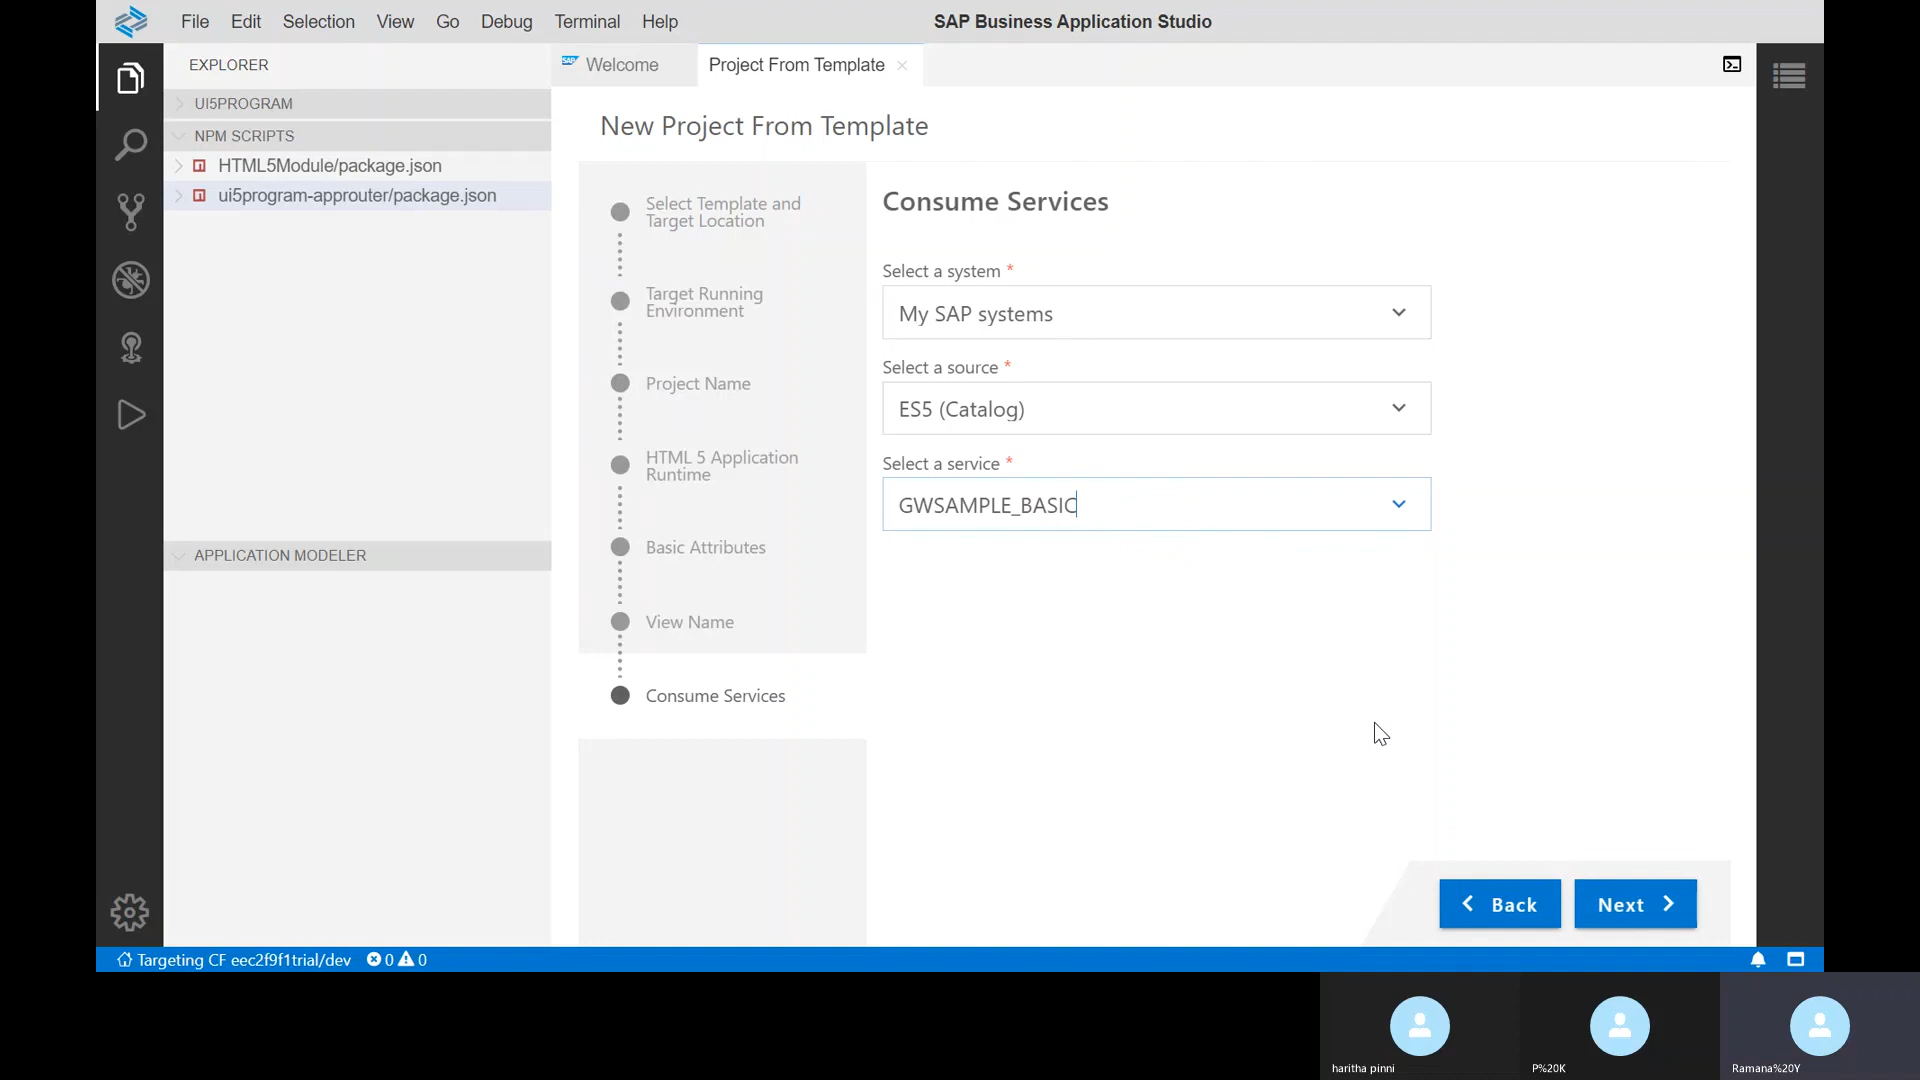 File Edit Selection View Go Debug Terminal Help
SAP Business Application Studio
EXPLORER
UI5PROGRAM
NPM SCRIPTS
HTML5Module/package.json
ui5program-approuter/package.json
APPLICATION MODELER
SAP Welcome
Project From Template
New Project From Template
Select Template and
Target Location
Target Running
Environment
Project Name
HTML 5 Application
Runtime
Basic Attributes
View Name
Consume Services
Consume Services
Select a system *
My SAP systems
Select a source *
ES5 (Catalog)
Select a service *
GWSAMPLE_BASIC
Back
Next
Targeting CF eec2f9f1trial/dev 0 0
haritha pinni
P%20K
Ramana%20Y